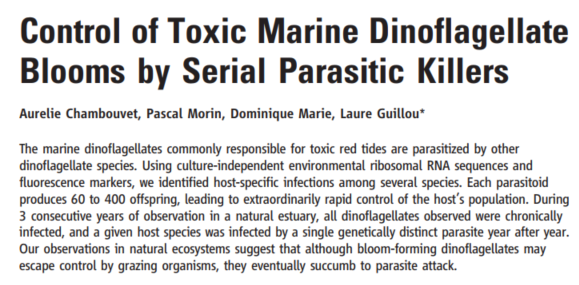 Control of Toxic Marine Dinoflagellate
Blooms by Serial Parasitic Killers
Aurelie Chambouvet, Pascal Morin, Dominique Marie, Laure Guillou*
The marine dinoflagellates commonly responsible for toxic red tides are parasitized by other
dinoflagellate species. Using culture-independent environmental ribosomal RNA sequences and
fluorescence markers, we identified host-specific infections among several species. Each parasitoid
produces 60 to 400 offspring, leading to extraordinarily rapid control of the host's population. During
3 consecutive years of observation in a natural estuary, all dinoflagellates observed were chronically
infected, and a given host species was infected by a single genetically distinct parasite year after year.
Our observations in natural ecosystems suggest that although bloom-forming dinoflagellates may
escape control by grazing organisms, they eventually succumb to parasite attack.